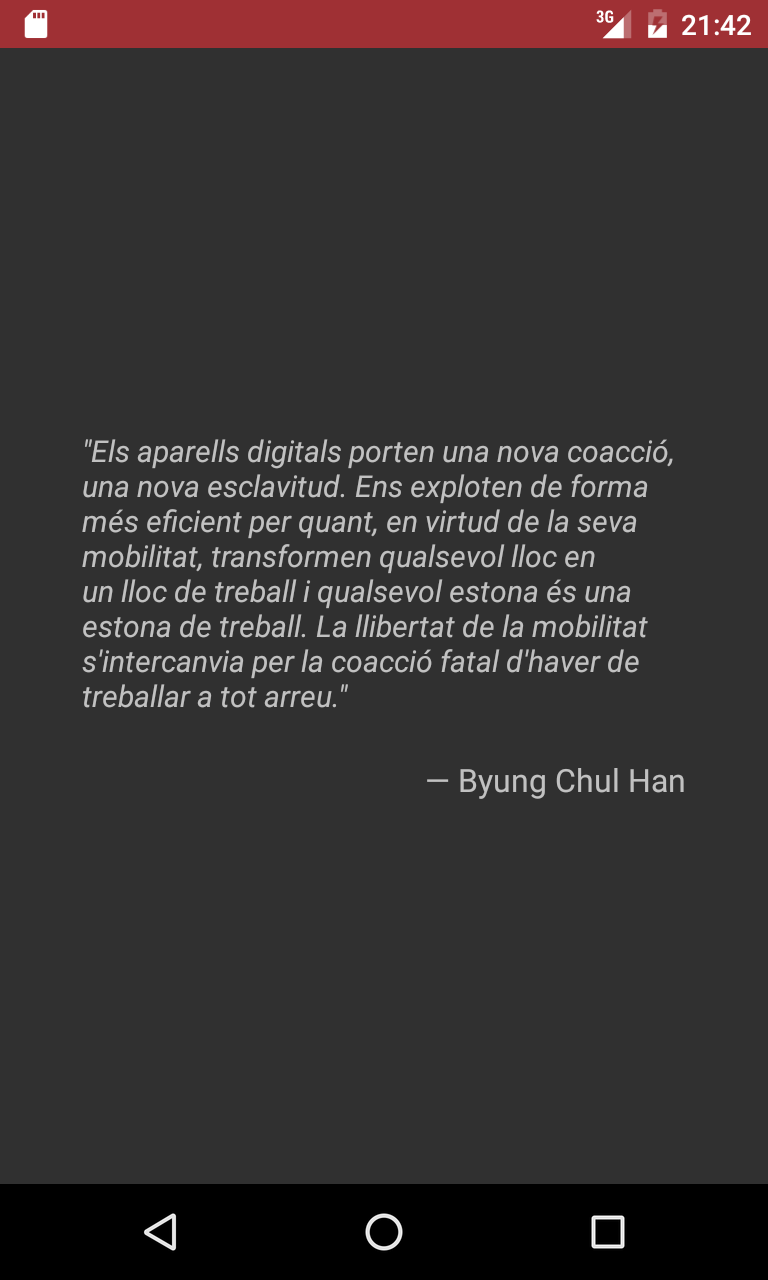 3G 21:42
"Els aparells digitals porten una nova coacció,
una nova esclavitud. Ens exploten de forma
més eficient per quant, en virtud de la seva
mobilitat, transformen qualsevol lloc en
un lloc de treball i qualsevol estona és una
estona de treball. La llibertat de la mobilitat
s'intercanvia per la coacció fatal d'haver de
treballar a tot arreu."
— Byung Chul Han